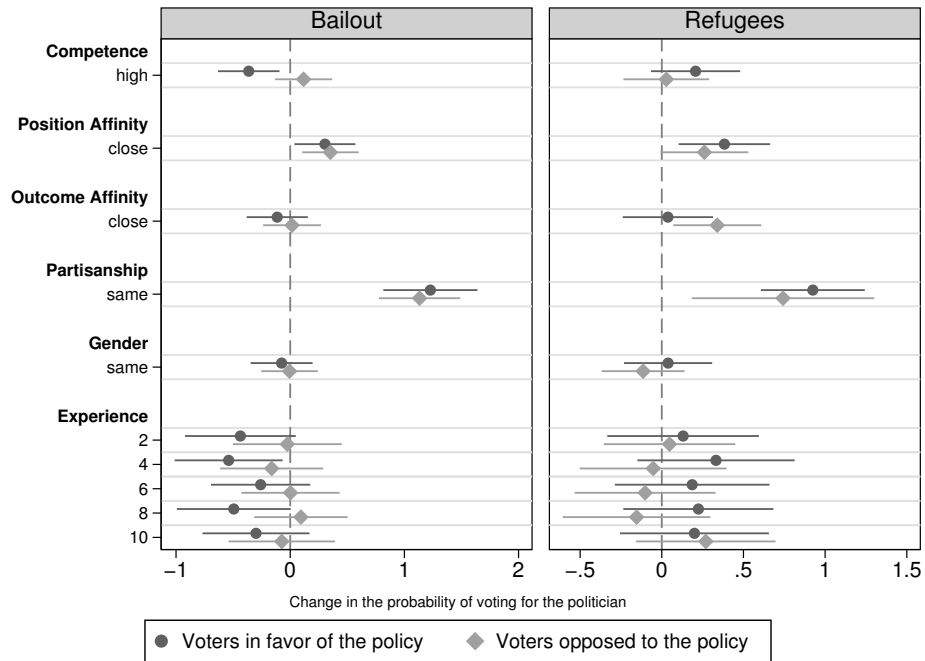 Bailout Refugees
Competence
high
Position Affinity
close
Outcome Affinity
close
Partisanship
same
Gender
same
Experience
2
4
6
8
10
−1 0 1 2 −.5 0 .5 1 1.5
Change in the probability of voting for the politician
Voters in favor of the policy Voters opposed to the policy